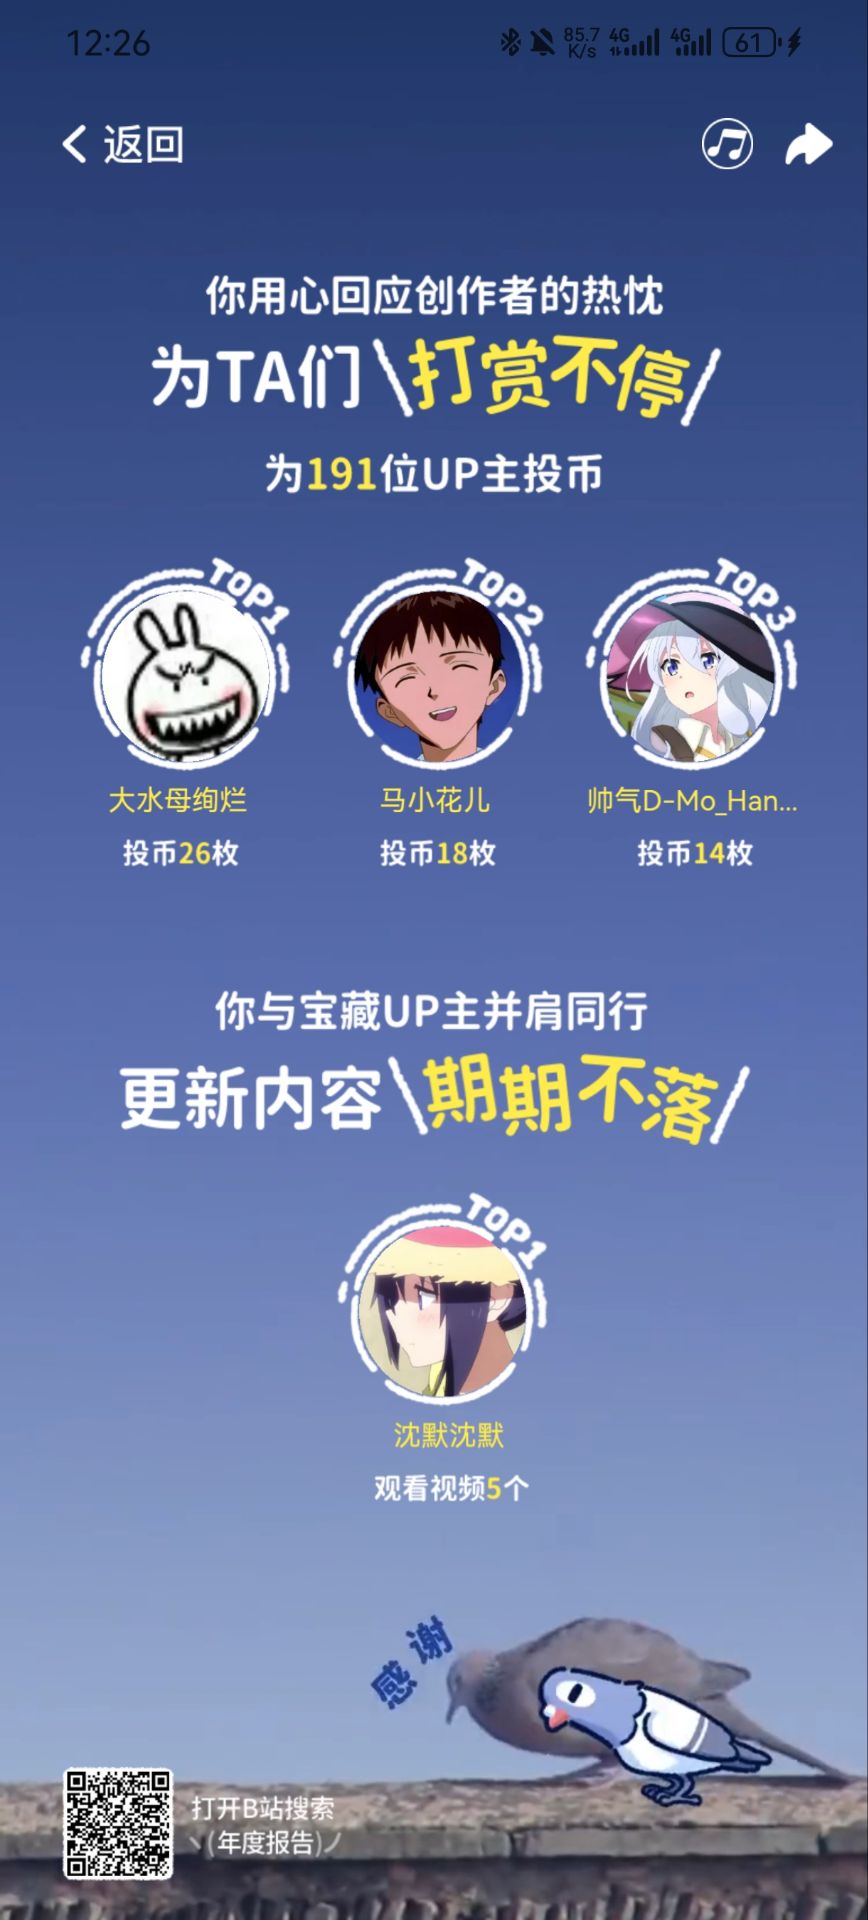 12:26
85.7 K/s 4G 4G 61
返回
你用心回应创作者的热忱
为TA们\打赏不停/
为191位UP主投币
TOP1 TOP2 TOP3
大水母绚烂 马小花儿 帅气D-Mo_Han...
投币26枚 投币18枚 投币14枚
你与宝藏UP主并肩同行
更新内容\期期不落/
TOP1
沈默沈默
观看视频5个
感谢
打开B站搜索
ヽ(年度报告)ノ